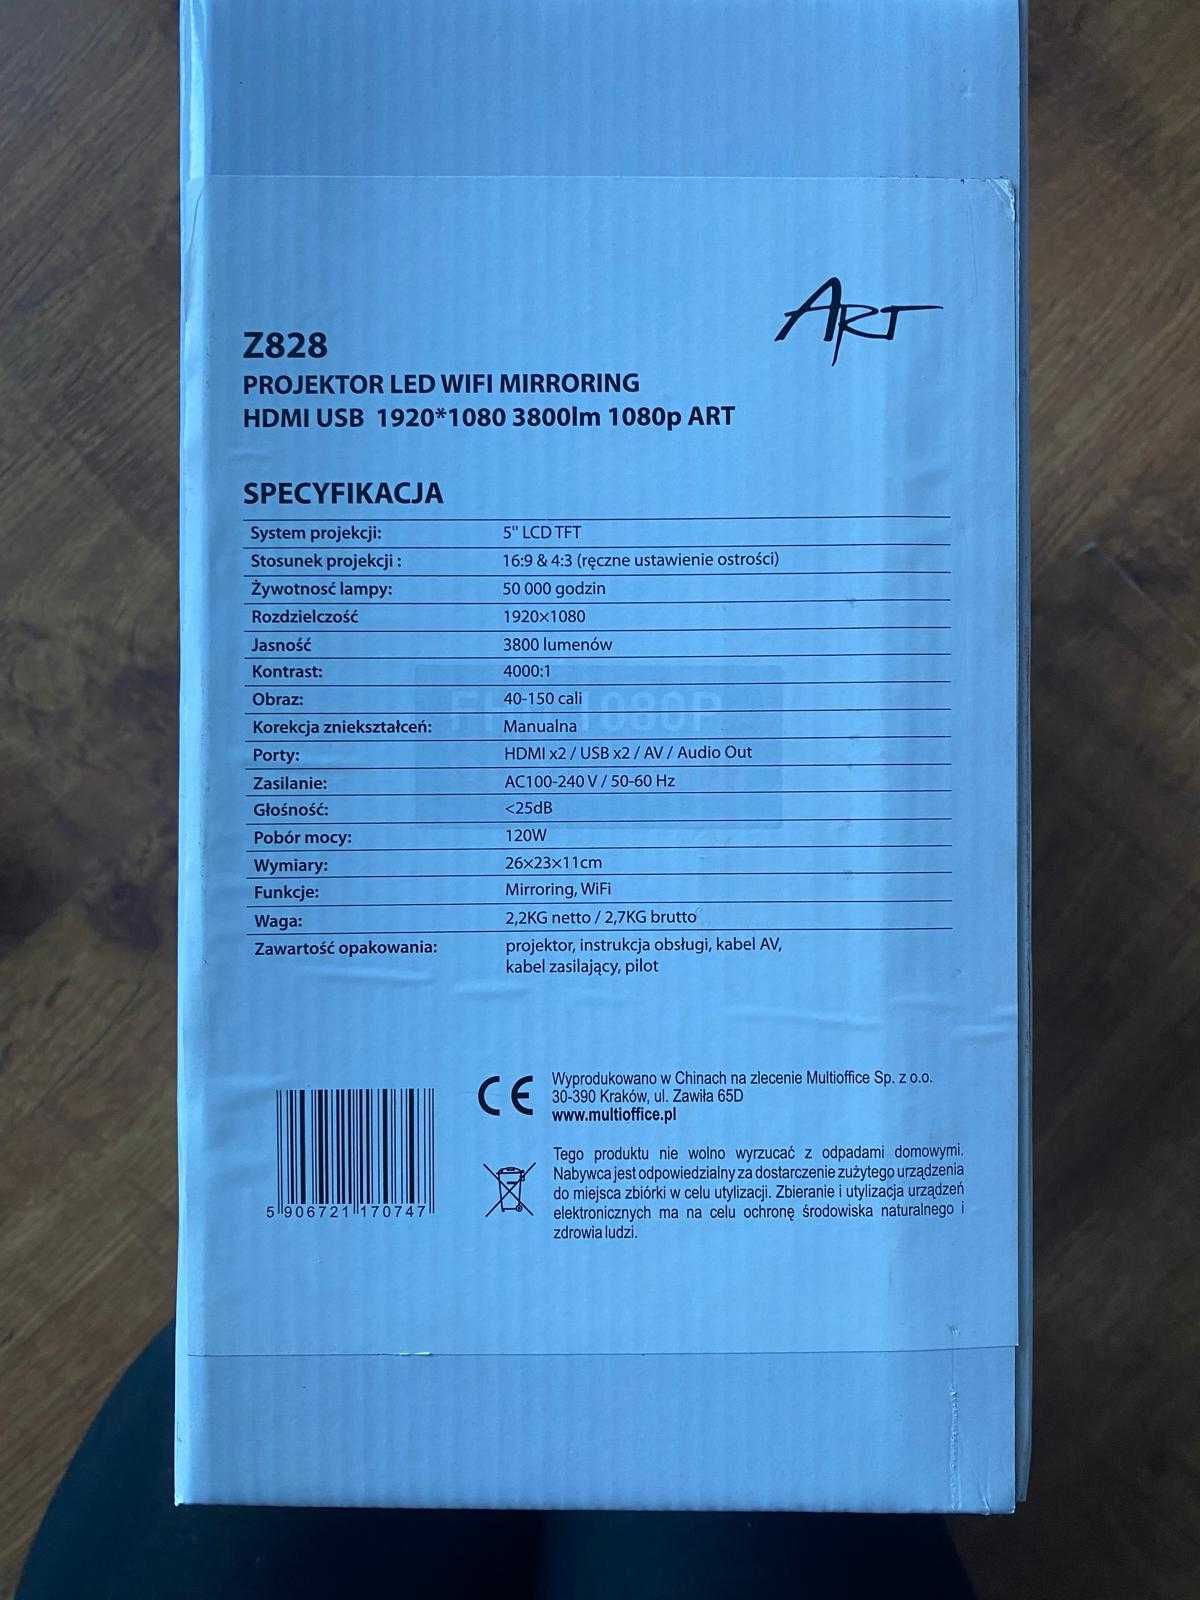 ART
Z828
PROJEKTOR LED WIFI MIRRORING
HDMI USB 1920*1080 3800lm 1080p ART
SPECYFIKACJA
System projekcji: 5" LCD TFT
Stosunek projekcji : 16:9 & 4:3 (ręczne ustawienie ostrości)
Żywotnosć lampy: 50 000 godzin
Rozdzielczość 1920×1080
Jasność 3800 lumenów
Kontrast: 4000:1
Obraz: 40-150 cali
Korekcja zniekształceń: Manualna
Porty: HDMI x2 / USB x2 / AV / Audio Out
Zasilanie: AC100-240 V / 50-60 Hz
Głośność: <25dB
Pobór mocy: 120W
Wymiary: 26×23×11cm
Funkcje: Mirroring, WiFi
Waga: 2,2KG netto / 2,7KG brutto
Zawartość opakowania: projektor, instrukcja obsługi, kabel AV,
kabel zasilający, pilot
CE
Wyprodukowano w Chinach na zlecenie Multioffice Sp. z o.o.
30-390 Kraków, ul. Zawiła 65D
www.multioffice.pl
Tego produktu nie wolno wyrzucać z odpadami domowymi.
Nabywca jest odpowiedzialny za dostarczenie zużytego urządzenia
do miejsca zbiórki w celu utylizacji. Zbieranie i utylizacja urządzeń
elektronicznych ma na celu ochronę środowiska naturalnego i
zdrowia ludzi.
5 906721 170747